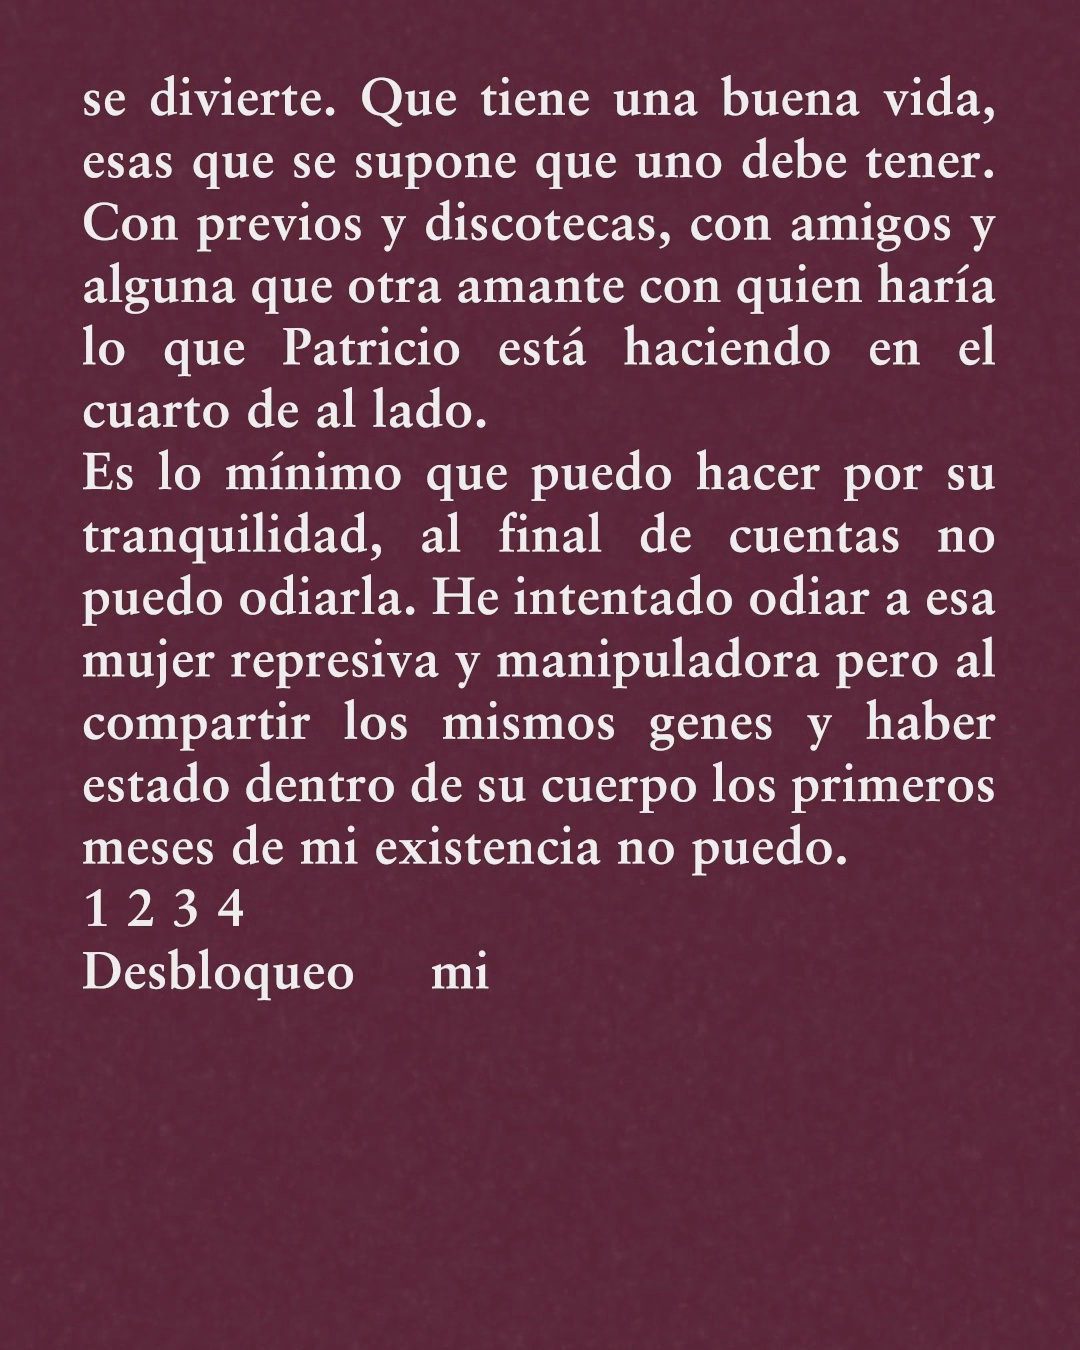 se divierte. Que tiene una buena vida,
esas que se supone que uno debe tener.
Con previos y discotecas, con amigos y
alguna que otra amante con quien haría
lo que Patricio está haciendo en el
cuarto de al lado.
Es lo mínimo que puedo hacer por su
tranquilidad, al final de cuentas no
puedo odiarla. He intentado odiar a esa
mujer represiva y manipuladora pero al
compartir los mismos genes y haber
estado dentro de su cuerpo los primeros
meses de mi existencia no puedo.
1 2 3 4
Desbloqueo mi